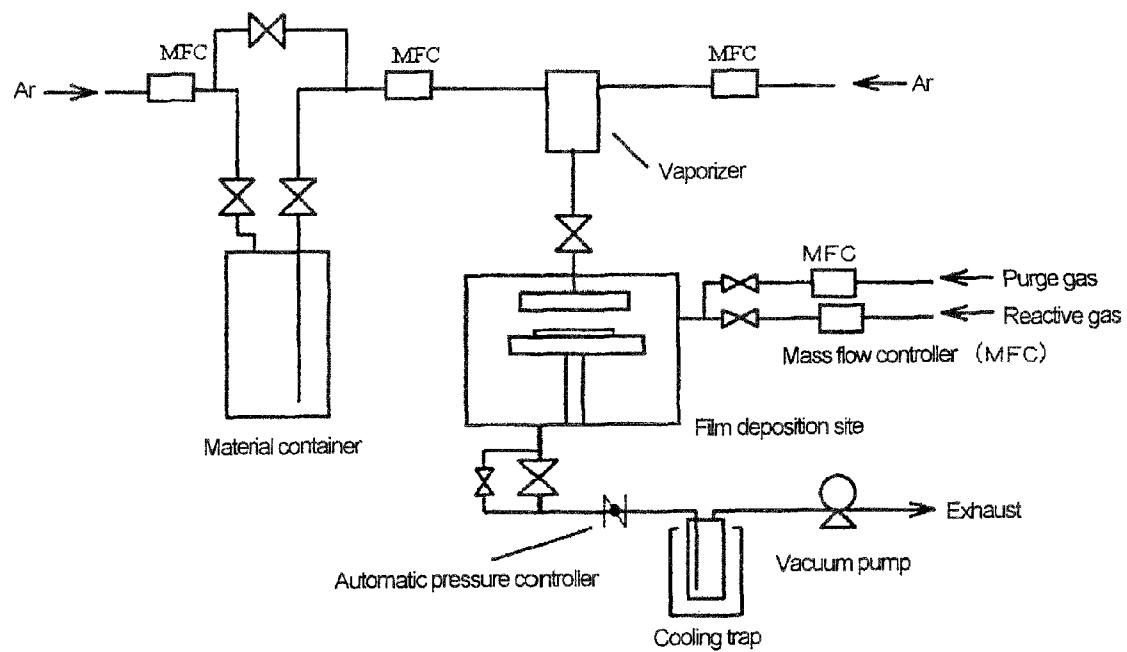 MFC
MFC
MFC
Ar
Ar
Vaporizer
MFC
Purge gas
Reactive gas
Mass flow controller （MFC）
Material container
Film deposition site
Exhaust
Vacuum pump
Automatic pressure controller
Cooling trap